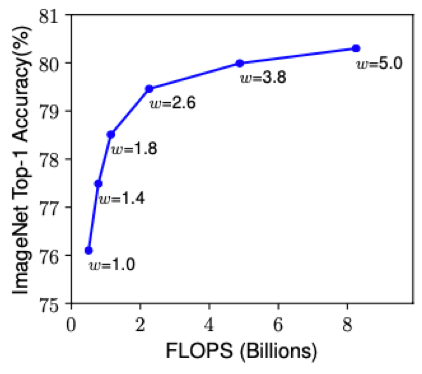 81
80
79
78
77
76
75
ImageNet Top-1 Accuracy(%)
w=5.0
w=3.8
w=2.6
w=1.8
w=1.4
w=1.0
0 2 4 6 8
FLOPS (Billions)